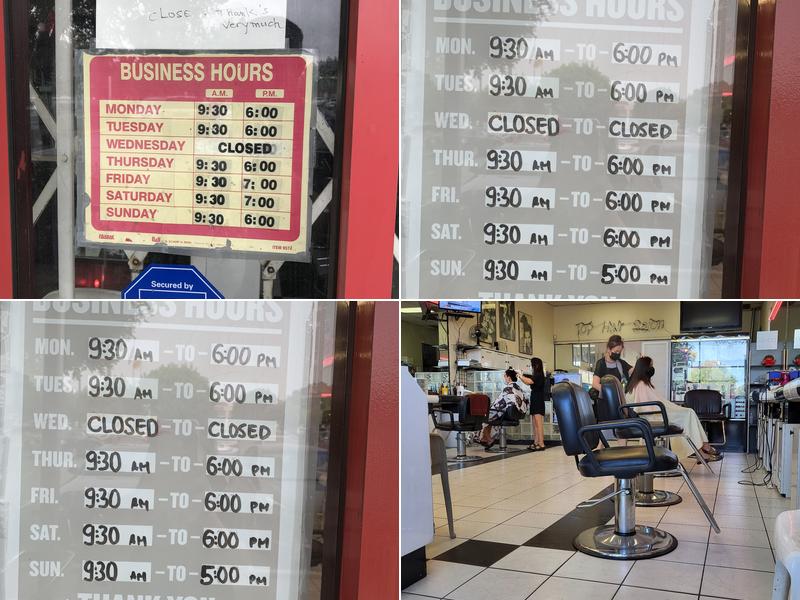 CLOSE Thank's
very much
BUSINESS HOURS
A.M. P.M.
MONDAY 9:30 6:00
TUESDAY 9:30 6:00
WEDNESDAY CLOSED
THURSDAY 9:30 6:00
FRIDAY 9:30 7:00
SATURDAY 9:30 7:00
SUNDAY 9:30 6:00
Secured by
BUSINESS HOURS
MON. 9:30 AM - TO - 6:00 PM
TUES. 9:30 AM - TO - 6:00 PM
WED. CLOSED - TO - CLOSED
THUR. 9:30 AM - TO - 6:00 PM
FRI. 9:30 AM - TO - 6:00 PM
SAT. 9:30 AM - TO - 6:00 PM
SUN. 9:30 AM - TO - 5:00 PM
THANK YOU
BUSINESS HOURS
MON. 9:30 AM - TO - 6:00 PM
TUES. 9:30 AM - TO - 6:00 PM
WED. CLOSED - TO - CLOSED
THUR. 9:30 AM - TO - 6:00 PM
FRI. 9:30 AM - TO - 6:00 PM
SAT. 9:30 AM - TO - 6:00 PM
SUN. 9:30 AM - TO - 5:00 PM
THANK YOU
TOP HAIR SALON